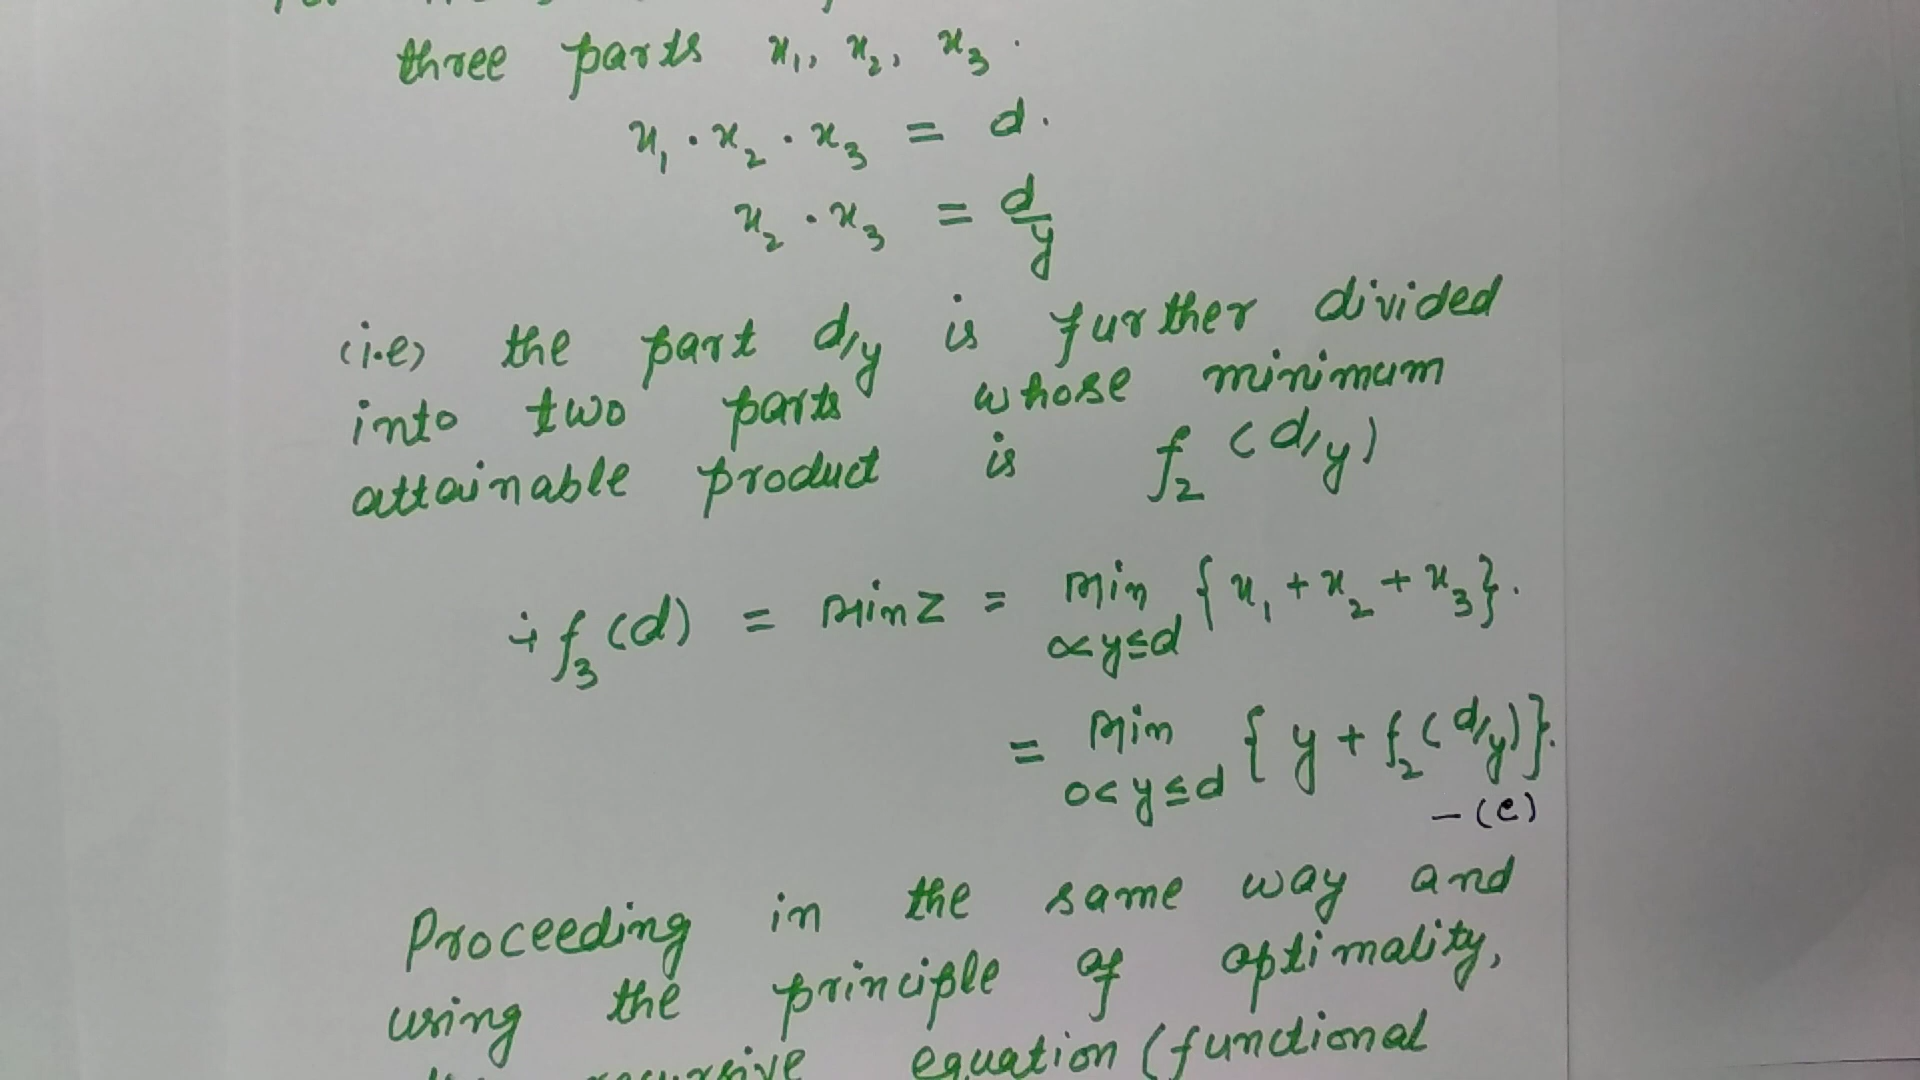 three parts x₁, x₂, x₃.
x₁ · x₂ · x₃ = d.
x₂ · x₃ = d/y
(i.e) the part d/y is further divided
into two parts whose minimum
attainable product is f₂ (d/y)
∴ f₃ (d) = Min Z = Min {x₁ + x₂ + x₃}.
0<y≤d
= Min { y + f₂ (d/y)}.
0<y≤d
- (e)
Proceeding in the same way and
using the principle of optimality,
recursive equation (functional